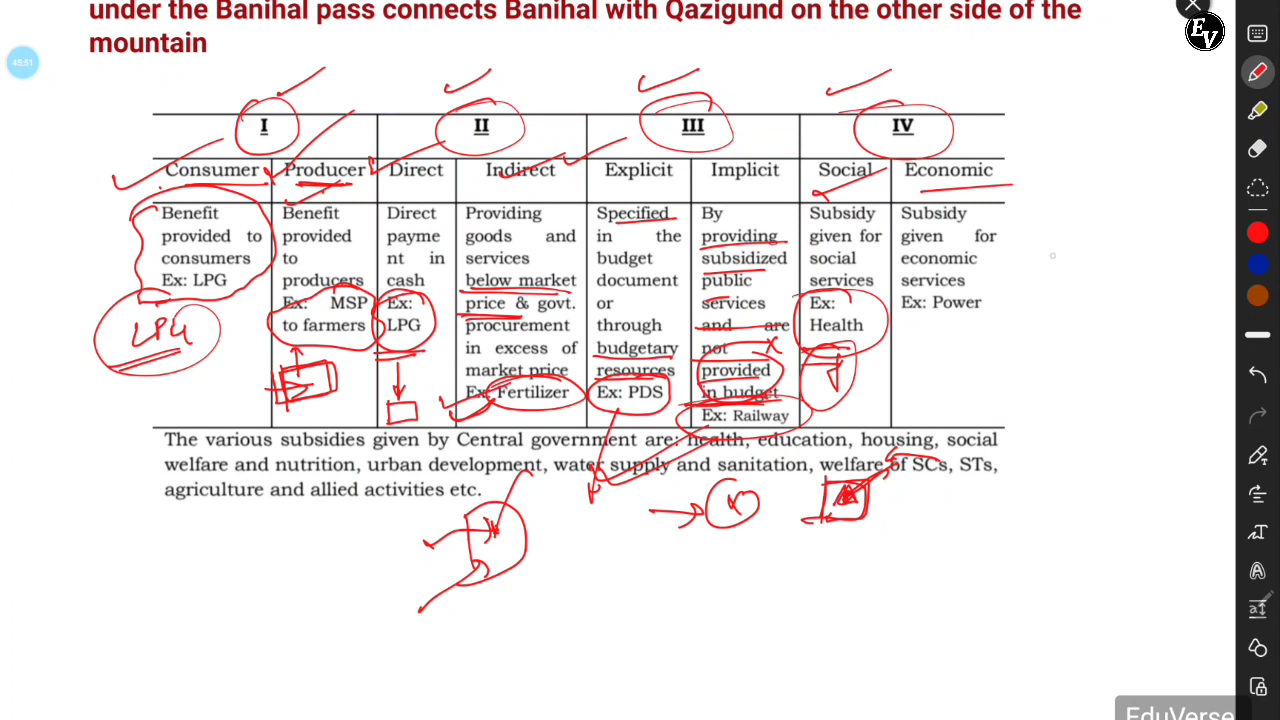 under the Banihal pass connects Banihal with Qazigund on the other side of the
mountain
45:51
EV
I II III IV
Consumer Producer Direct Indirect Explicit Implicit Social Economic
Benefit
provided to
consumers
Ex: LPG
LPG
Benefit
provided
to
producers
Ex: MSP
to farmers
Direct
payme
nt in
cash
Ex:
LPG
Providing
goods and
services
below market
price & govt.
procurement
in excess of
market price
Ex: Fertilizer
Specified
in the
budget
document
or
through
budgetary
resources
Ex: PDS
By
providing
subsidized
public
services
and are
not
provided
in budget
Ex: Railway
Subsidy
given for
social
services
Ex:
Health
Subsidy
given for
economic
services
Ex: Power
The various subsidies given by Central government are: health, education, housing, social
welfare and nutrition, urban development, water supply and sanitation, welfare of SCs, STs,
agriculture and allied activities etc.
EduVerse